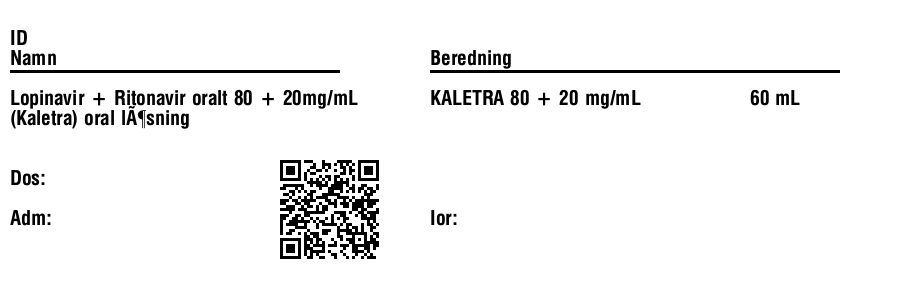 ID
Namn
Beredning
Lopinavir + Ritonavir oralt 80 + 20mg/mL
(Kaletra) oral lÃ¶sning
KALETRA 80 + 20 mg/mL 60 mL
Dos:
Adm:
Ior: